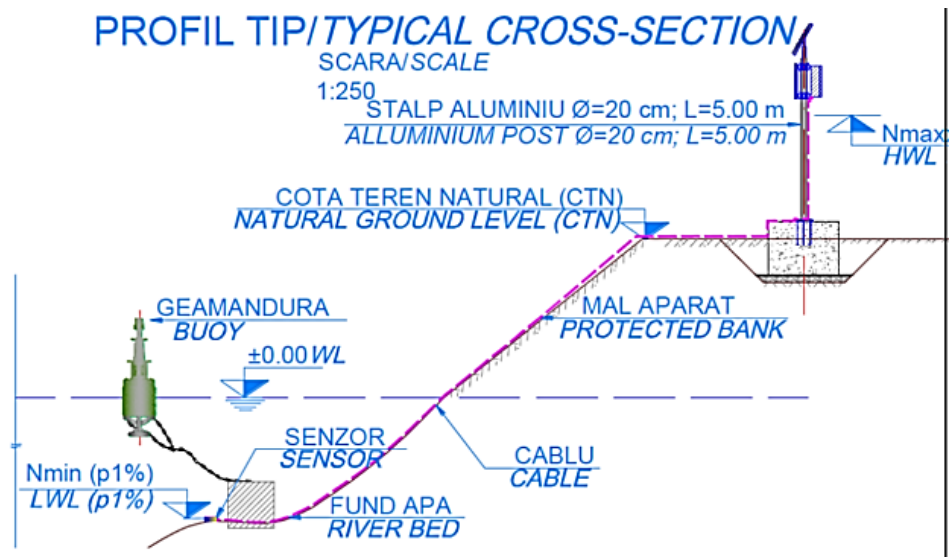 PROFIL TIP/TYPICAL CROSS-SECTION
SCARA/SCALE
1:250
STALP ALUMINIU Ø=20 cm; L=5.00 m
ALLUMINIUM POST Ø=20 cm; L=5.00 m
Nmax
HWL
COTA TEREN NATURAL (CTN)
NATURAL GROUND LEVEL (CTN)
GEAMANDURA
BUOY
MAL APARAT
PROTECTED BANK
±0.00 WL
SENZOR
SENSOR
CABLU
CABLE
Nmin (p1%)
LWL (p1%)
FUND APA
RIVER BED